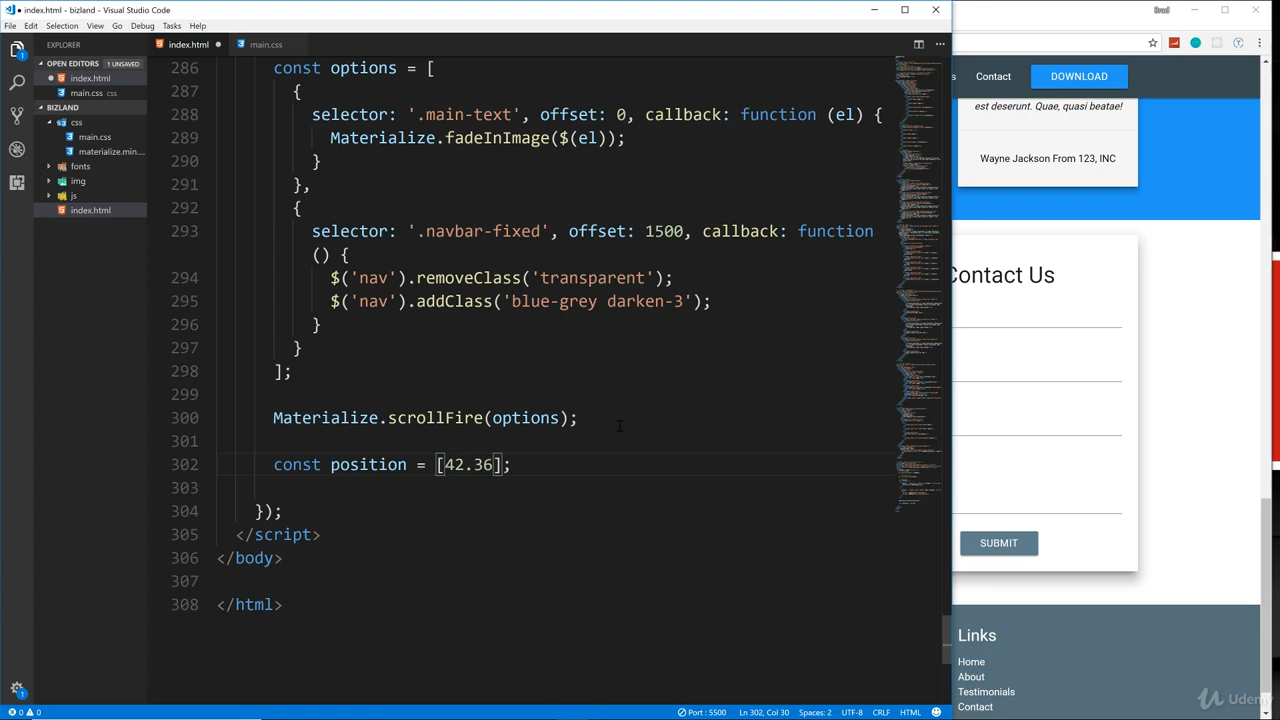 index.html - bizland - Visual Studio Code
Brad
File Edit Selection View Go Debug Tasks Help
EXPLORER
index.html
main.css
OPEN EDITORS 1 UNSAVED
index.html
main.css css
BIZLAND
css
main.css
materialize.min....
fonts
img
js
index.html
286 const options = [
287 {
288 selector: '.main-text', offset: 0, callback: function (el) {
289 Materialize.fadeInImage($(el));
290 }
291 },
292 {
293 selector: '.navbar-fixed', offset: 1500, callback: function
() {
294 $('nav').removeClass('transparent');
295 $('nav').addClass('blue-grey darken-3');
296 }
297 }
298 ];
299
300 Materialize.scrollFire(options);
301
302 const position = [42.36];
303
304 });
305 </script>
306 </body>
307
308 </html>
s Contact DOWNLOAD
est deserunt. Quae, quasi beatae!
Wayne Jackson From 123, INC
Contact Us
SUBMIT
Links
Home
About
Testimonials
Contact
Udemy
1
1
0 0
Port : 5500 Ln 302, Col 30 Spaces: 2 UTF-8 CRLF HTML